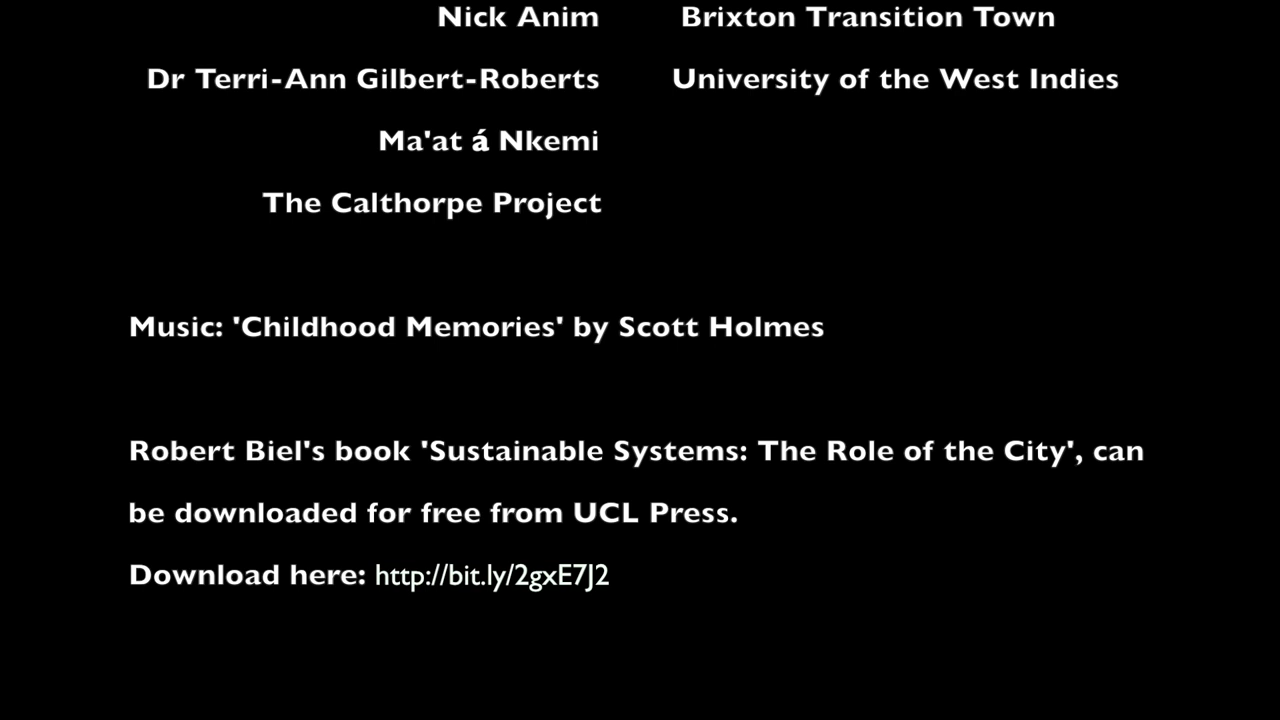 Nick Anim Brixton Transition Town
Dr Terri-Ann Gilbert-Roberts University of the West Indies
Ma'at á Nkemi
The Calthorpe Project
Music: 'Childhood Memories' by Scott Holmes
Robert Biel's book 'Sustainable Systems: The Role of the City', can
be downloaded for free from UCL Press.
Download here: http://bit.ly/2gxE7J2